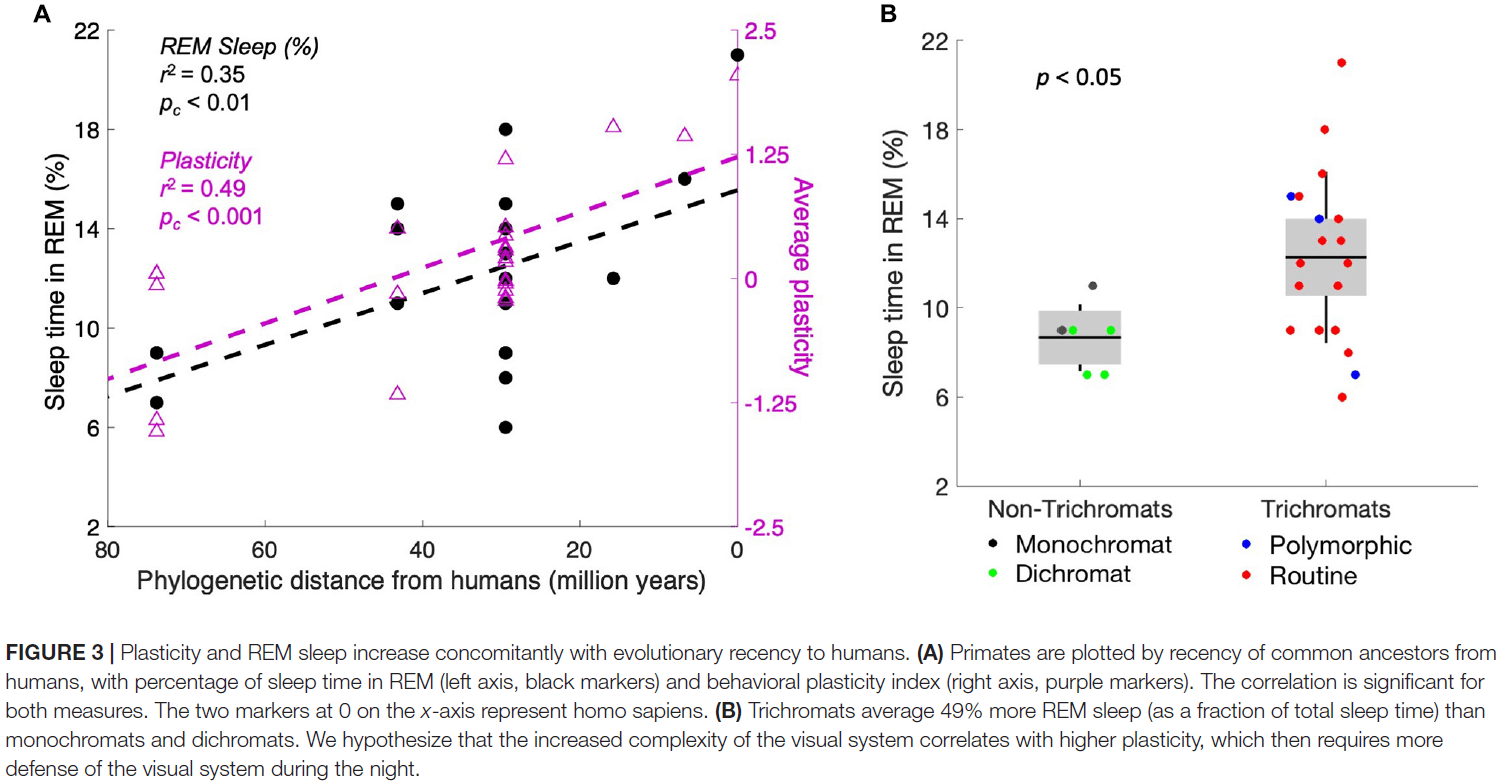 A
22
18
14
10
6
2
Sleep time in REM (%)
REM Sleep (%)
r² = 0.35
p_c < 0.01
Plasticity
r² = 0.49
p_c < 0.001
2.5
1.25
0
-1.25
-2.5
Average plasticity
80
60
40
20
0
Phylogenetic distance from humans (million years)
B
22
18
14
10
6
2
Sleep time in REM (%)
p < 0.05
Non-Trichromats
Trichromats
Monochromat
Dichromat
Polymorphic
Routine
FIGURE 3 | Plasticity and REM sleep increase concomitantly with evolutionary recency to humans. (A) Primates are plotted by recency of common ancestors from
humans, with percentage of sleep time in REM (left axis, black markers) and behavioral plasticity index (right axis, purple markers). The correlation is significant for
both measures. The two markers at 0 on the x-axis represent homo sapiens. (B) Trichromats average 49% more REM sleep (as a fraction of total sleep time) than
monochromats and dichromats. We hypothesize that the increased complexity of the visual system correlates with higher plasticity, which then requires more
defense of the visual system during the night.